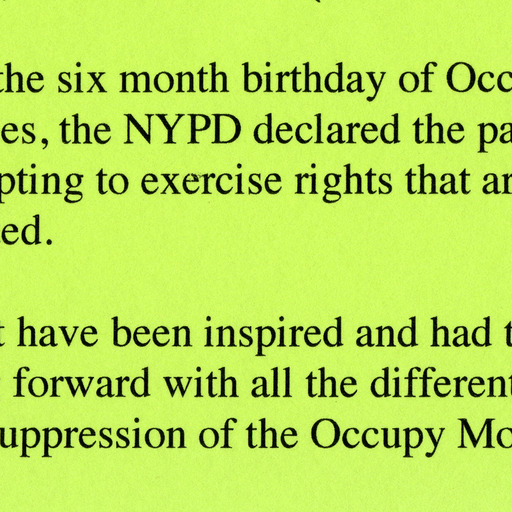 the six month birthday of Occ
es, the NYPD declared the pa
pting to exercise rights that ar
ed.
t have been inspired and had t
forward with all the different
uppression of the Occupy Mo